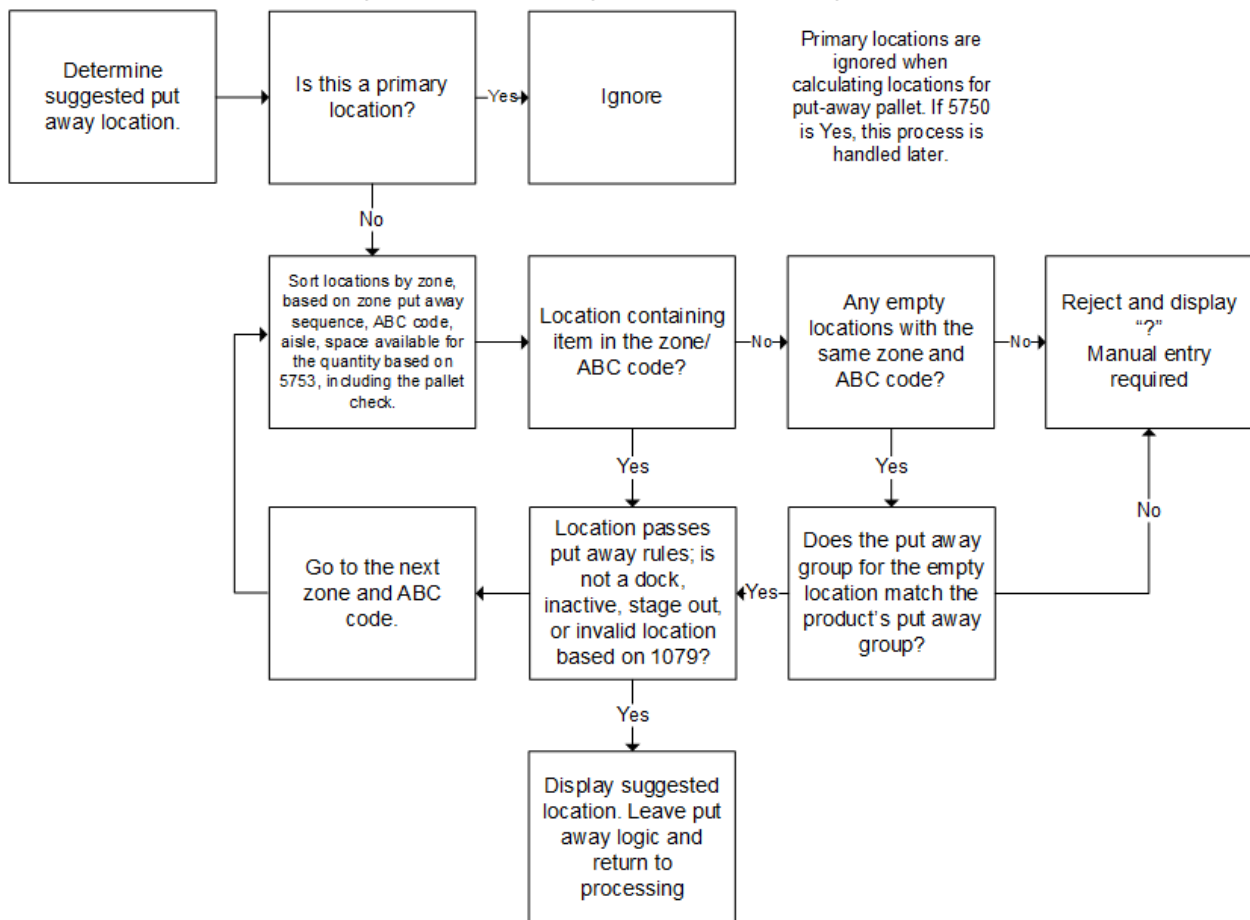 Determine
suggested put
away location.
Is this a primary
location?
Yes
Ignore
Primary locations are
ignored when
calculating locations for
put-away pallet. If 5750
is Yes, this process is
handled later.
No
Sort locations by zone,
based on zone put away
sequence, ABC code,
aisle, space available for
the quantity based on
5753, including the pallet
check.
Location containing
item in the zone/
ABC code?
No
Any empty
locations with the
same zone and
ABC code?
No
Reject and display
“?”
Manual entry
required
Yes
Yes
No
Go to the next
zone and ABC
code.
Location passes
put away rules; is
not a dock,
inactive, stage out,
or invalid location
based on 1079?
Yes
Does the put away
group for the empty
location match the
product’s put away
group?
Yes
Display suggested
location. Leave put
away logic and
return to
processing